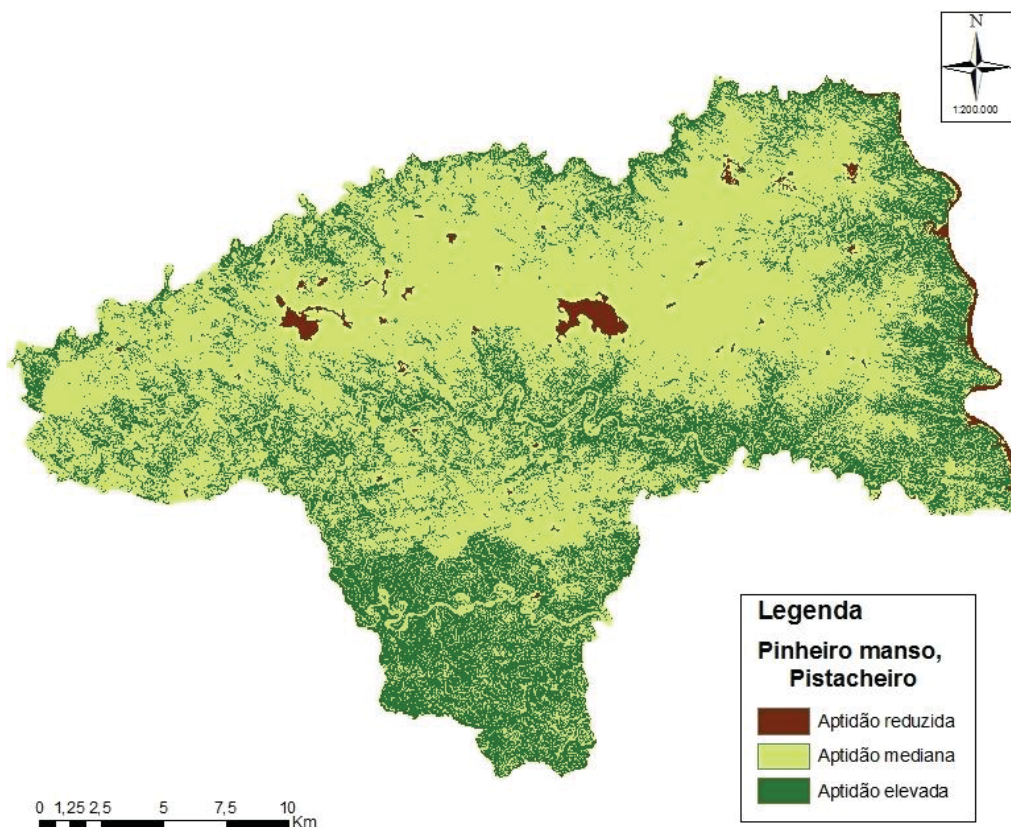 N
1:200.000
Legenda
Pinheiro manso,
Pistacheiro
Aptidão reduzida
Aptidão mediana
Aptidão elevada
0 1,25 2,5 5 7,5 10
Km